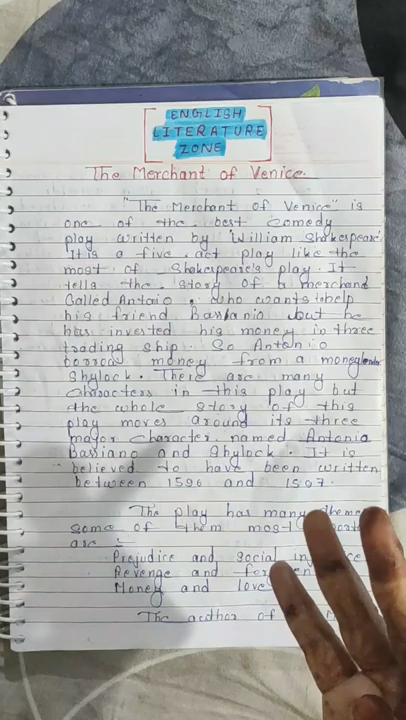 ENGLISH
LITERATURE
ZONE
The Merchant of Venice.
"The Merchant of Venice" is
one of the best comedy
play written by William Shakespeare
It is a five act play like the
most of Shakespeare's play. It
tells the story of a merchand
Called Antaio, who wants to help
his friend Bassanio but he
has invested his money in three
trading ship. So Antonio
borrod money from a moneylender
Shylock. There are many
characters in this play but
the whole story of this
play moves around its three
major character named Antonio
Bassiano and Shylock. It is
believed to have been written
between 1596 and 1597.
The play has many theme
some of them most
are :-
Prejudice and social
Revenge and
Money and love
The author of